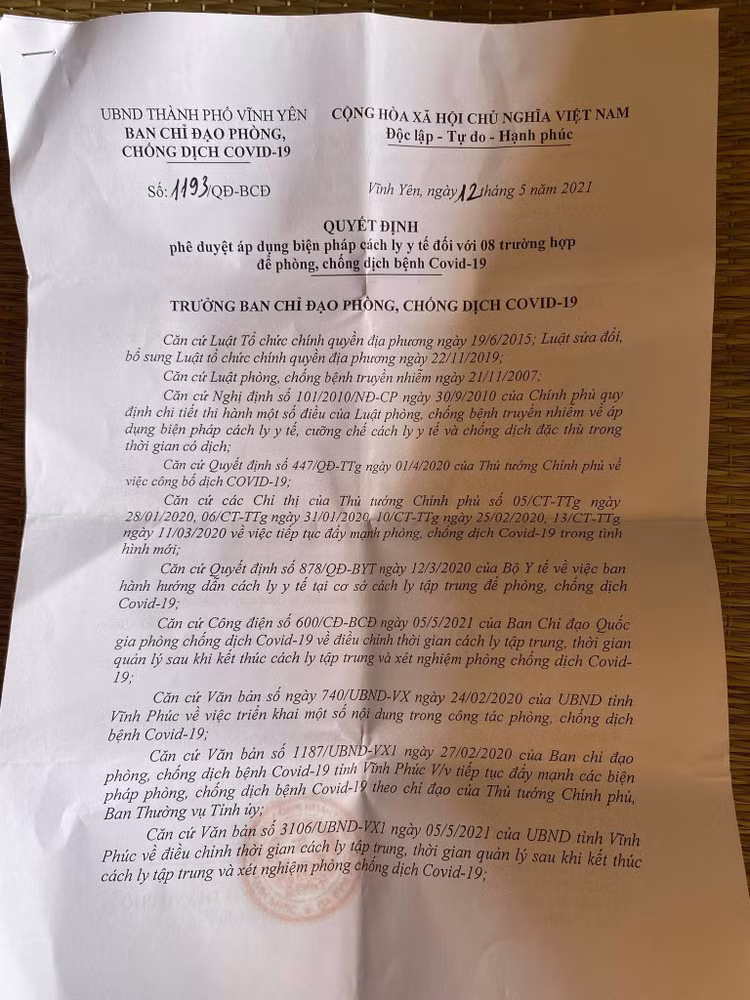 UBND THÀNH PHỐ VĨNH YÊN
BAN CHỈ ĐẠO PHÒNG,
CHỐNG DỊCH COVID-19
Số: 1193/QĐ-BCĐ
CỘNG HÒA XÃ HỘI CHỦ NGHĨA VIỆT NAM
Độc lập - Tự do - Hạnh phúc
Vĩnh Yên, ngày 12 tháng 5 năm 2021
QUYẾT ĐỊNH
phê duyệt áp dụng biện pháp cách ly y tế đối với 08 trường hợp
để phòng, chống dịch bệnh Covid-19
TRƯỞNG BAN CHỈ ĐẠO PHÒNG, CHỐNG DỊCH COVID-19
Căn cứ Luật Tổ chức chính quyền địa phương ngày 19/6/2015; Luật sửa đổi,
bổ sung Luật tổ chức chính quyền địa phương ngày 22/11/2019;
Căn cứ Luật phòng, chống bệnh truyền nhiễm ngày 21/11/2007;
Căn cứ Nghị định số 101/2010/NĐ-CP ngày 30/9/2010 của Chính phủ quy
định chi tiết thi hành một số điều của Luật phòng, chống bệnh truyền nhiễm về áp
dụng biện pháp cách ly y tế, cưỡng chế cách ly y tế và chống dịch đặc thù trong
thời gian có dịch;
Căn cứ Quyết định số 447/QĐ-TTg ngày 01/4/2020 của Thủ tướng Chính phủ về
việc công bố dịch COVID-19;
Căn cứ các Chỉ thị của Thủ tướng Chính phủ số 05/CT-TTg ngày
28/01/2020, 06/CT-TTg ngày 31/01/2020, 10/CT-TTg ngày 25/02/2020, 13/CT-TTg
ngày 11/03/2020 về việc tiếp tục đẩy mạnh phòng, chống dịch Covid-19 trong tình
hình mới;
Căn cứ Quyết định số 878/QĐ-BYT ngày 12/3/2020 của Bộ Y tế về việc ban
hành hướng dẫn cách ly y tế tại cơ sở cách ly tập trung để phòng, chống dịch
Covid-19;
Căn cứ Công điện số 600/CĐ-BCĐ ngày 05/5/2021 của Ban Chỉ đạo Quốc
gia phòng chống dịch Covid-19 về điều chỉnh thời gian cách ly tập trung, thời gian
quản lý sau khi kết thúc cách ly tập trung và xét nghiệm phòng chống dịch Covid-
19;
Căn cứ Văn bản số ngày 740/UBND-VX ngày 24/02/2020 của UBND tỉnh
Vĩnh Phúc về việc triển khai một số nội dung trong công tác phòng, chống dịch
bệnh Covid-19;
Căn cứ Văn bản số 1187/UBND-VX1 ngày 27/02/2020 của Ban chỉ đạo
phòng, chống dịch bệnh Covid-19 tỉnh Vĩnh Phúc V/v tiếp tục đẩy mạnh các biện
pháp phòng, chống dịch bệnh Covid-19 theo chỉ đạo của Thủ tướng Chính phủ,
Ban Thường vụ Tỉnh ủy;
Căn cứ Văn bản số 3106/UBND-VX1 ngày 05/5/2021 của UBND tỉnh Vĩnh
Phúc về điều chỉnh thời gian cách ly tập trung, thời gian quản lý sau khi kết thúc
cách ly tập trung và xét nghiệm phòng chống dịch Covid-19;